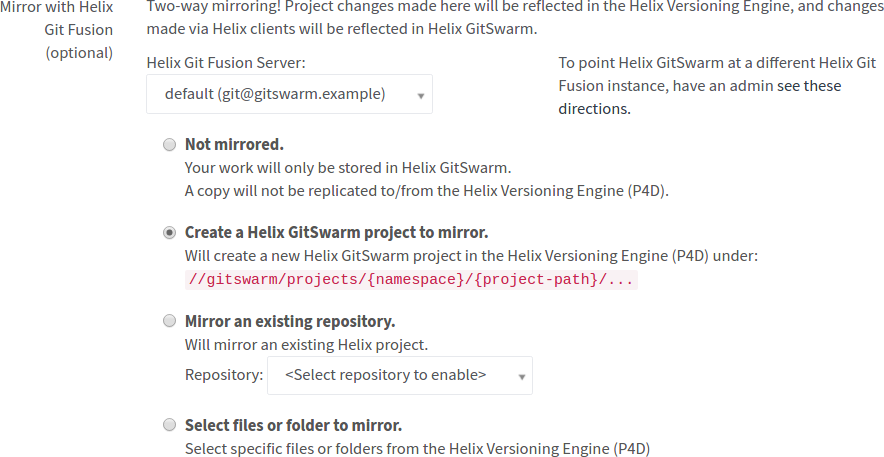 Mirror with Helix
Git Fusion
(optional)
Two-way mirroring! Project changes made here will be reflected in the Helix Versioning Engine, and changes
made via Helix clients will be reflected in Helix GitSwarm.
Helix Git Fusion Server:
default (git@gitswarm.example)
To point Helix GitSwarm at a different Helix Git
Fusion instance, have an admin see these
directions.
Not mirrored.
Your work will only be stored in Helix GitSwarm.
A copy will not be replicated to/from the Helix Versioning Engine (P4D).
Create a Helix GitSwarm project to mirror.
Will create a new Helix GitSwarm project in the Helix Versioning Engine (P4D) under:
//gitswarm/projects/{namespace}/{project-path}/...
Mirror an existing repository.
Will mirror an existing Helix project.
Repository: <Select repository to enable>
Select files or folder to mirror.
Select specific files or folders from the Helix Versioning Engine (P4D)